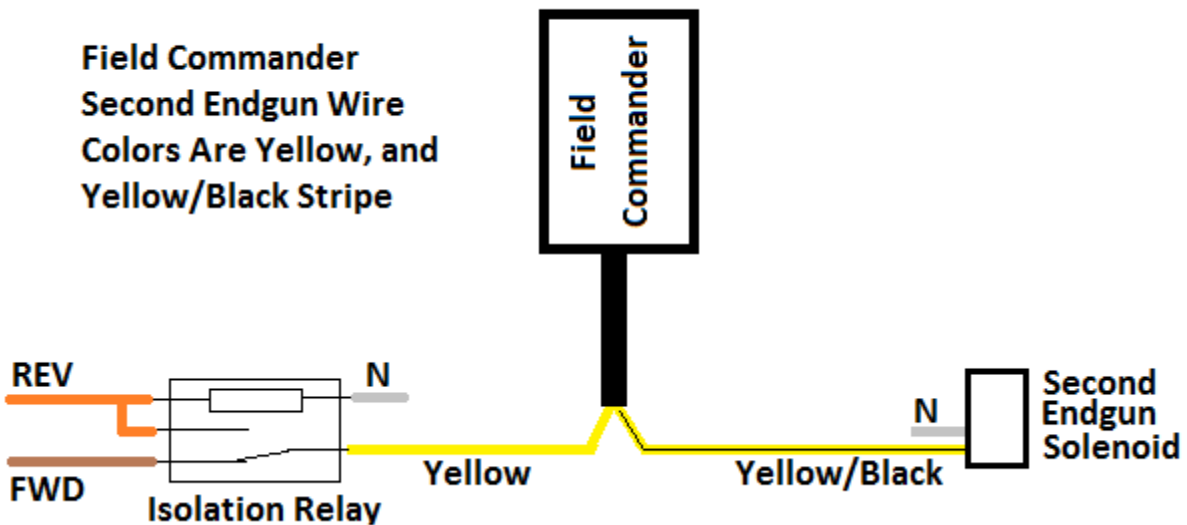 Field Commander
Second Endgun Wire
Colors Are Yellow, and
Yellow/Black Stripe
Field
Commander
REV
N
FWD
Isolation Relay
Yellow
Yellow/Black
N
Second
Endgun
Solenoid